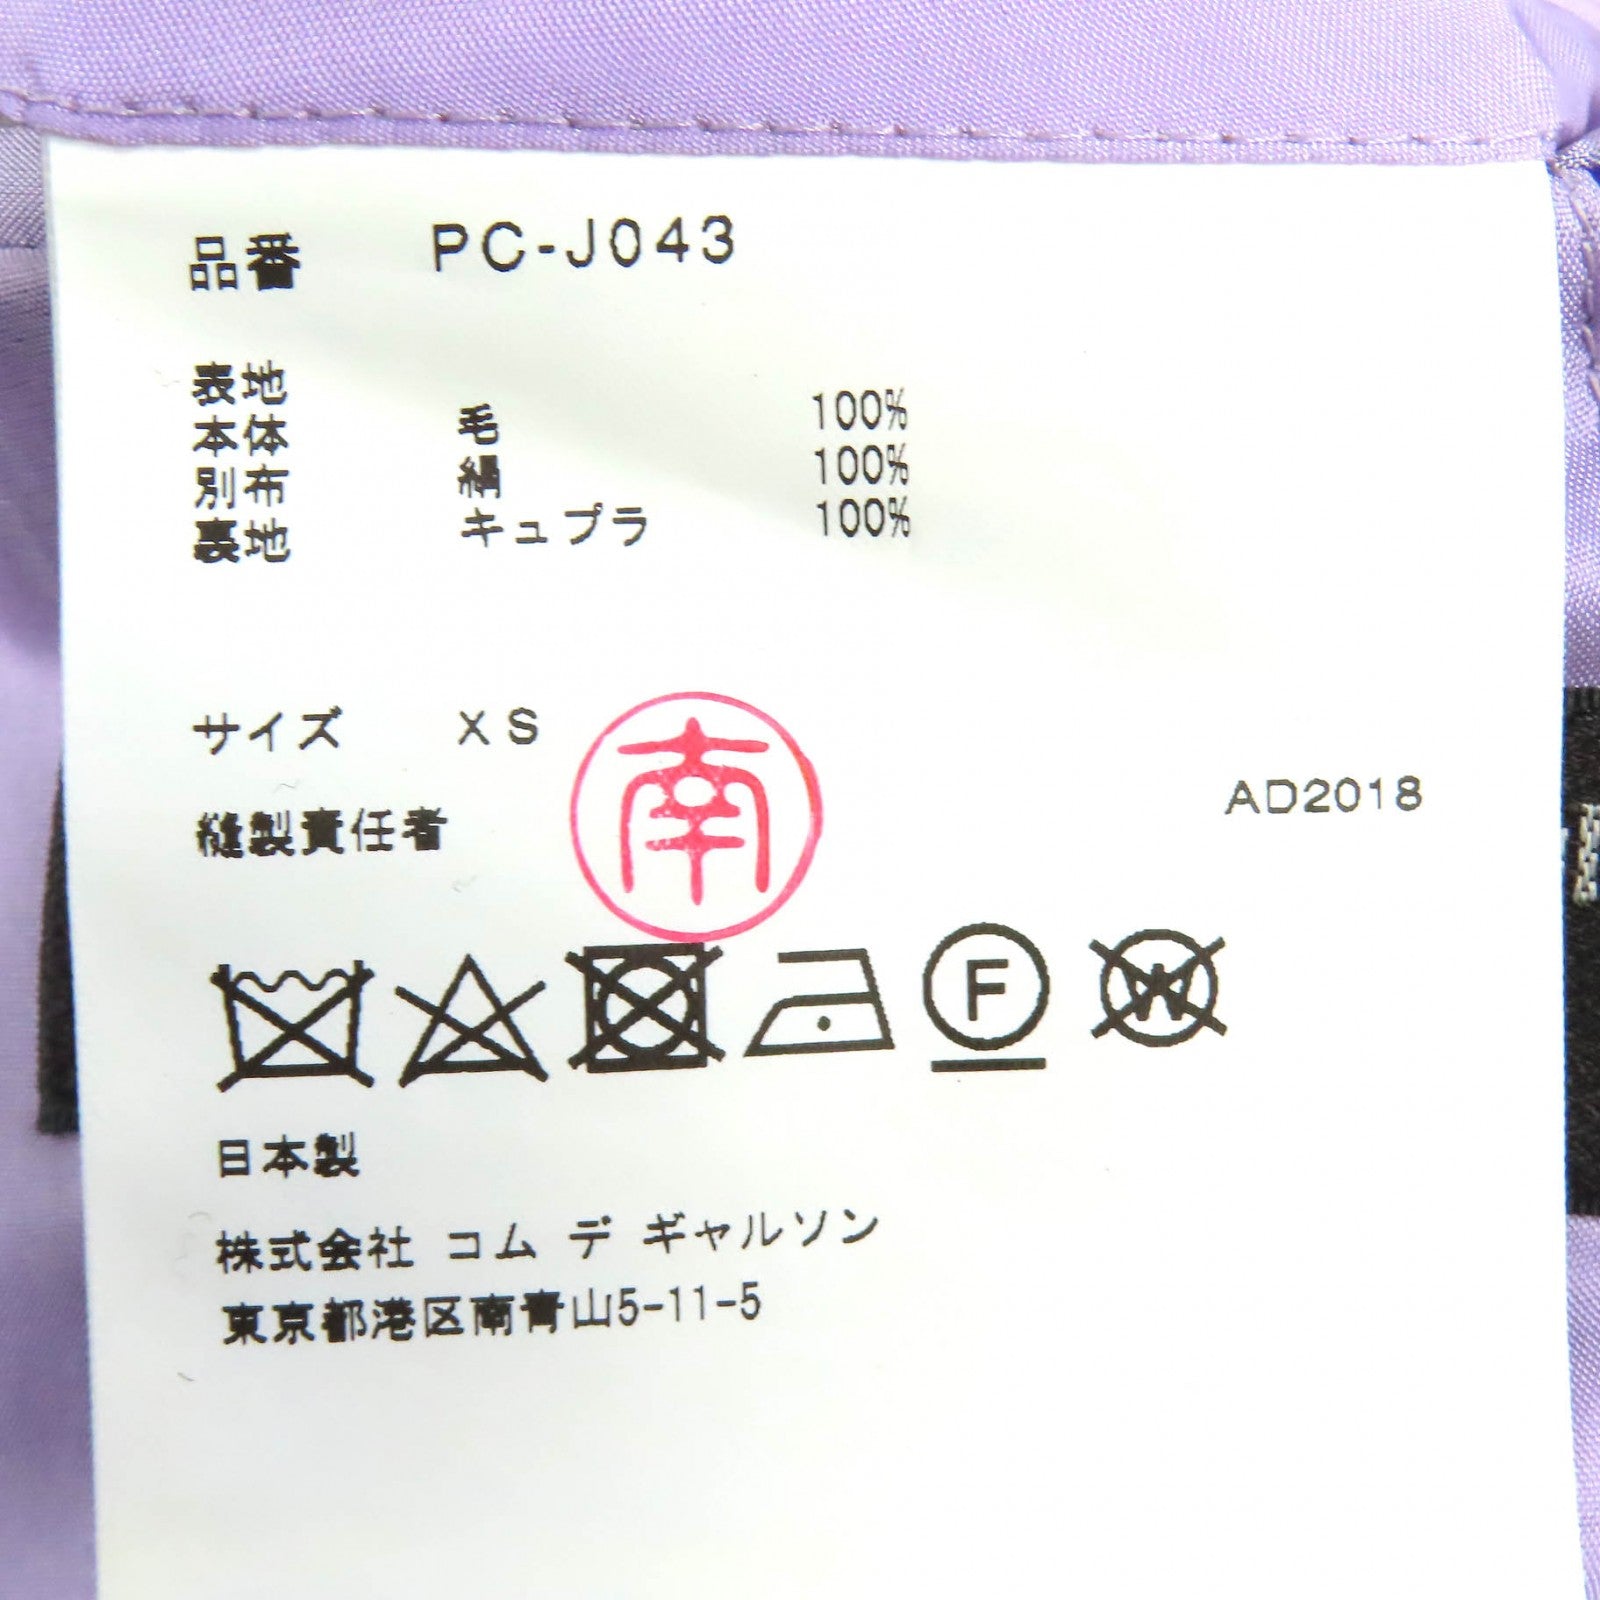 品番 PC-J043
表地
本体 毛 100%
別布 絹 100%
裏地 キュプラ 100%
サイズ XS
南
縫製責任者
AD2018
F
W
日本製
株式会社 コム デ ギャルソン
東京都港区南青山5-11-5